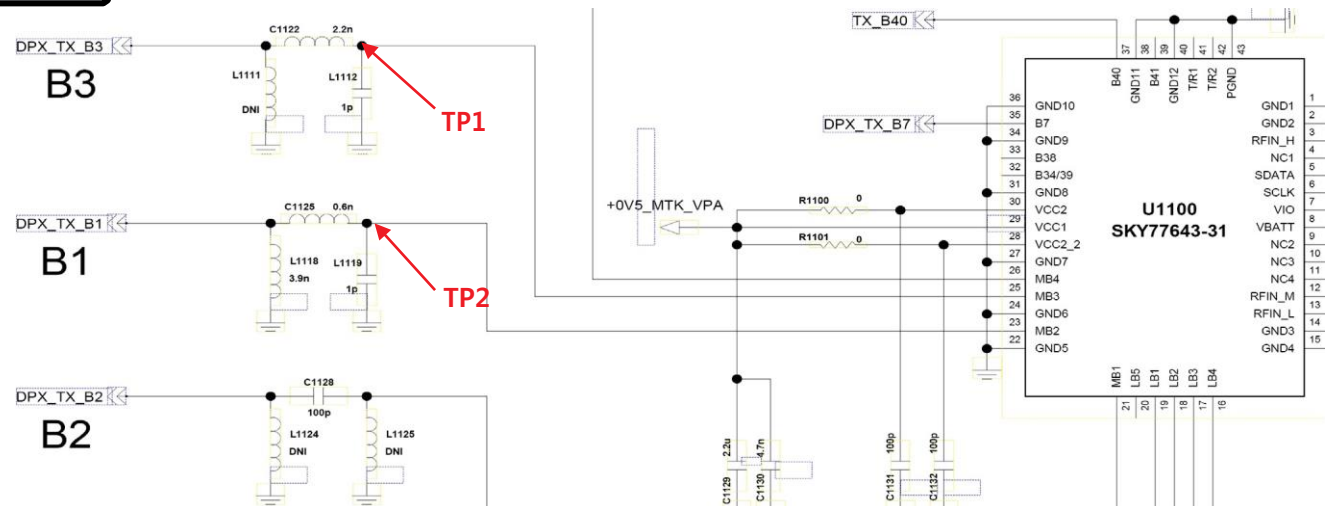 C1122 2.2n
DPX_TX_B3
B3
L1111
DNI
L1112
1p
TP1
DPX_TX_B1
B1
C1125 0.6n
L1118
3.9n
L1119
1p
TP2
DPX_TX_B2
B2
C1128
100p
L1124
DNI
L1125
DNI
TX_B40
DPX_TX_B7
+0V5_MTK_VPA
R1100 0
R1101 0
2.2u
C1129
4.7n
C1130
100p
C1131
100p
C1132
37 38 39 40 41 42 43
B40 GND11 B41 GND12 T/R1 T/R2 PGND
36 GND10
35 B7
34 GND9
33 B38
32 B34/39
31 GND8
30 VCC2
29 VCC1
28 VCC2_2
27 GND7
26 MB4
25 MB3
24 GND6
23 MB2
22 GND5
U1100
SKY77643-31
GND1 1
GND2 2
RFIN_H 3
NC1 4
SDATA 5
SCLK 6
VIO 7
VBATT 8
NC2 9
NC3 10
NC4 11
RFIN_M 12
RFIN_L 13
GND3 14
GND4 15
MB1 LB5 LB1 LB2 LB3 LB4
21 20 19 18 17 16